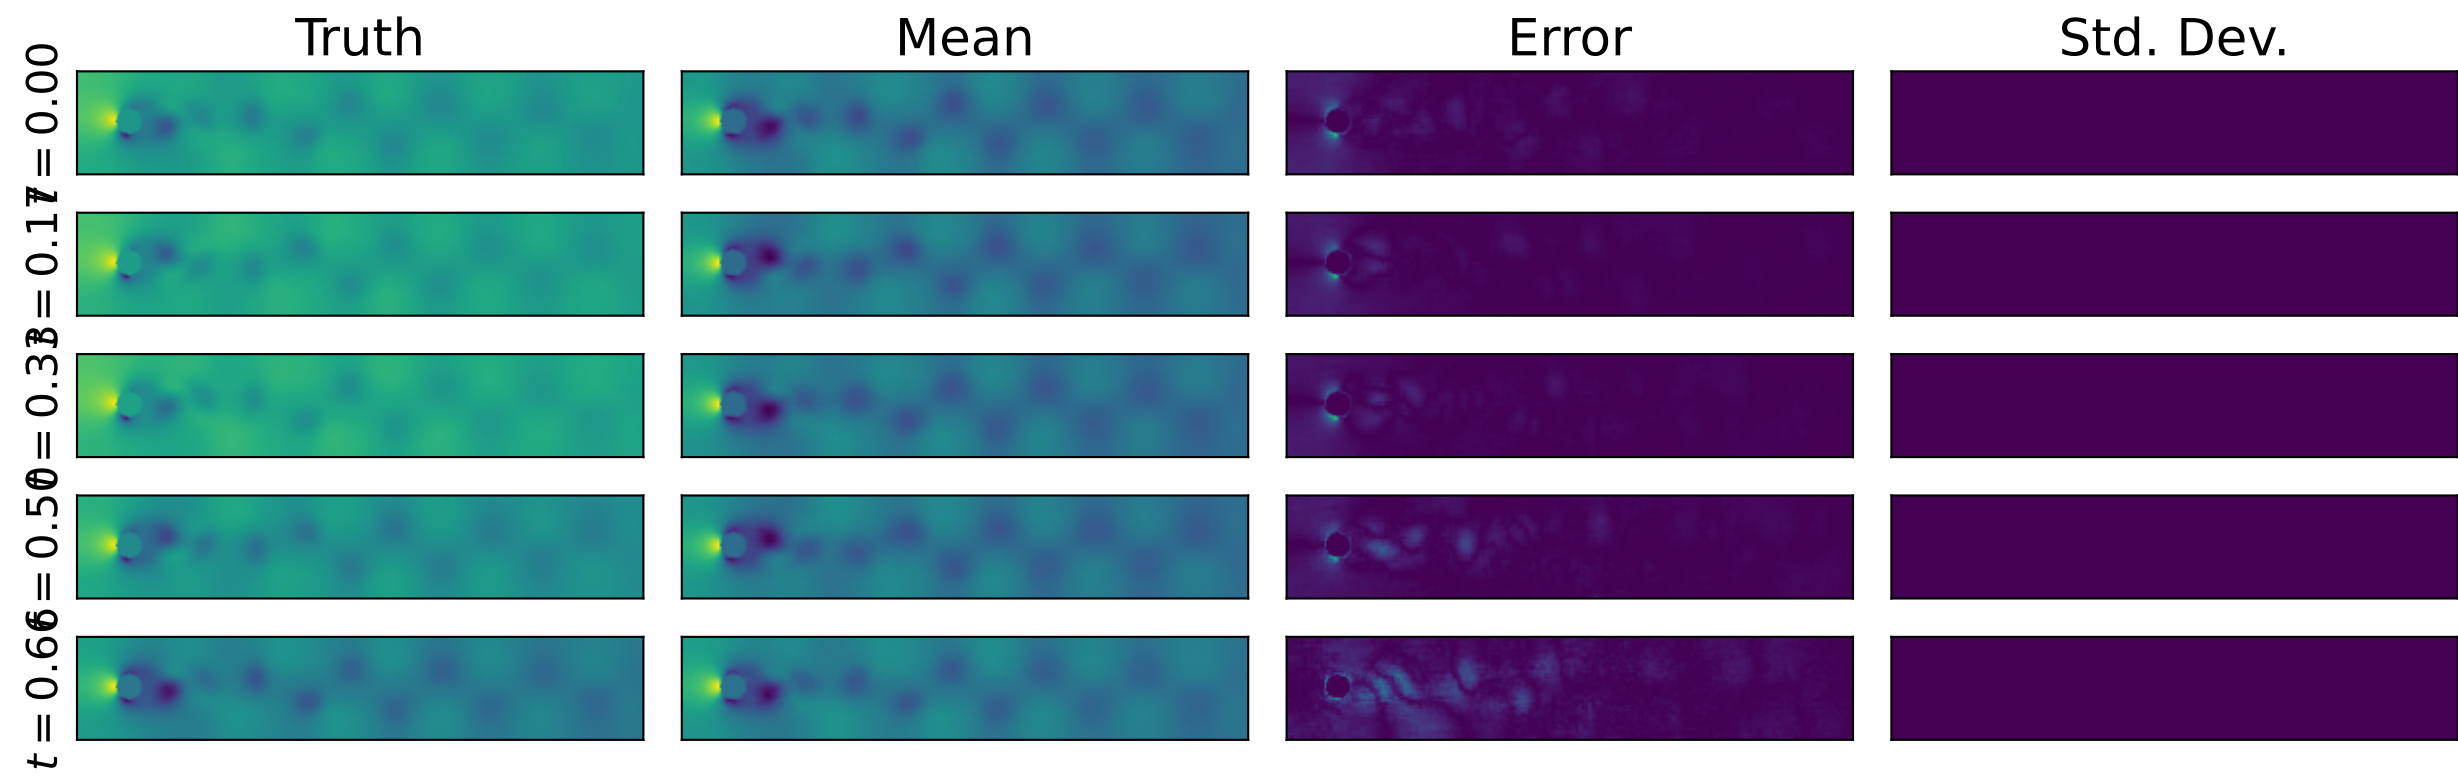 Truth Mean Error Std. Dev.
t = 0.00
t = 0.17
t = 0.33
t = 0.50
t = 0.66